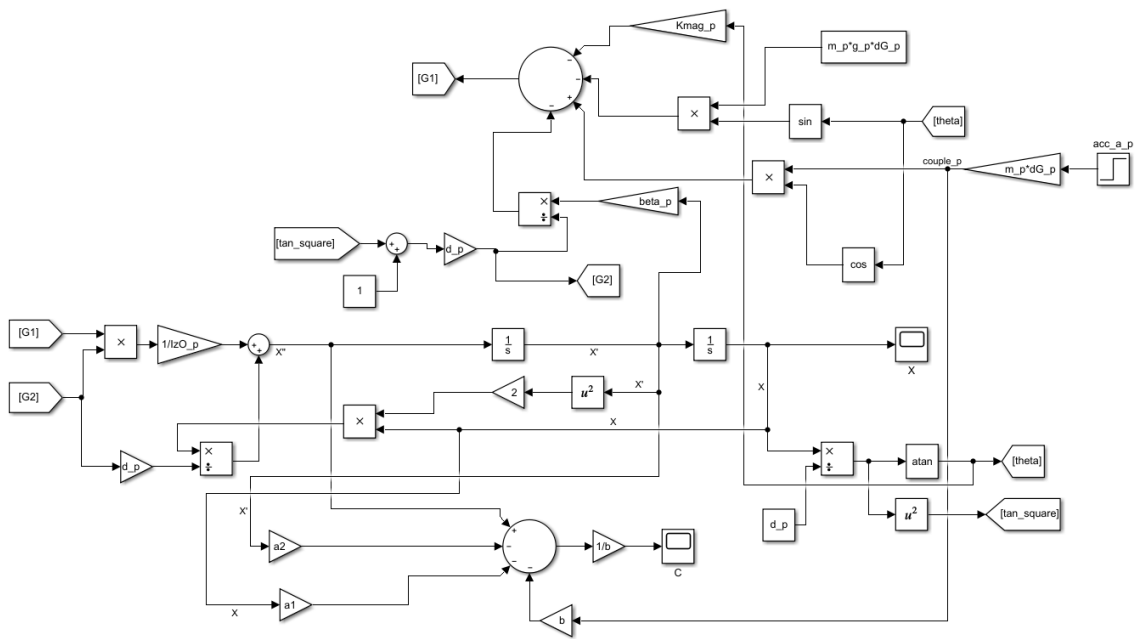 Kmag_p
m_p*g_p*dG_p
[G1]
−
−
+
−
×
sin
[theta]
acc_a_p
couple_p
m_p*dG_p
×
×
÷
beta_p
[tan_square]
+
+
d_p
cos
1
[G2]
[G1]
×
1/IzO_p
+
+
X''
1
s
X'
1
s
X
[G2]
X'
2
u²
X
×
X
d_p
×
÷
×
÷
atan
[theta]
X'
d_p
u²
[tan_square]
+
−
−
−
a2
1/b
C
X
a1
b